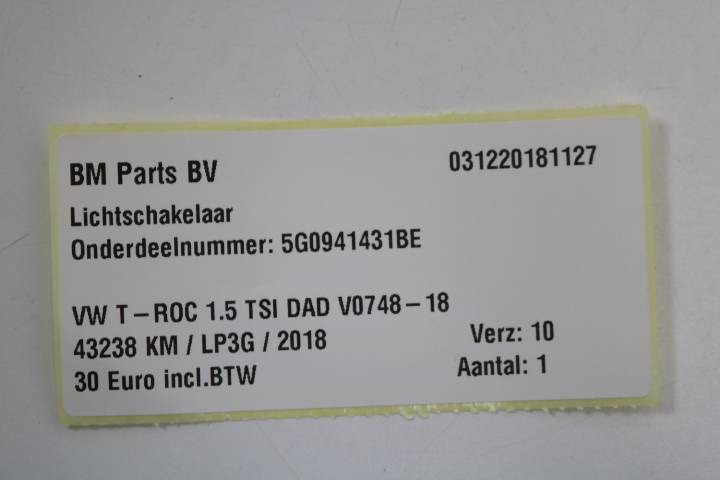 BM Parts BV 031220181127
Lichtschakelaar
Onderdeelnummer: 5G0941431BE
VW T-ROC 1.5 TSI DAD V0748-18
43238 KM / LP3G / 2018 Verz: 10
30 Euro incl.BTW Aantal: 1